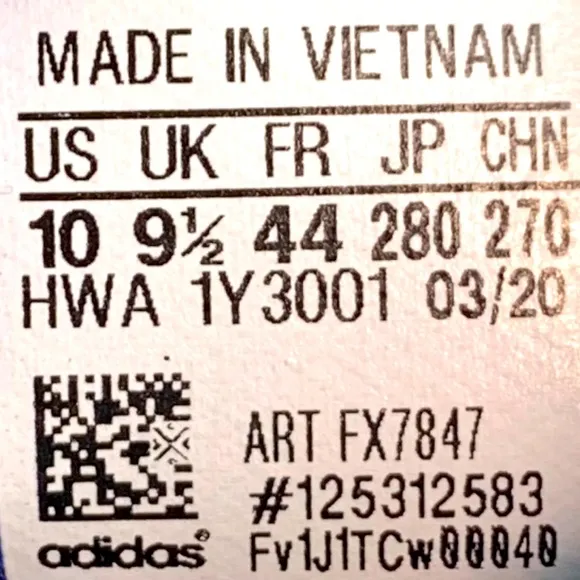 MADE IN VIETNAM
US UK FR JP CHN
10 9½ 44 280 270
HWA 1Y3001 03/20
ART FX7847
#125312583
adidas® Fv1J1TCw00040